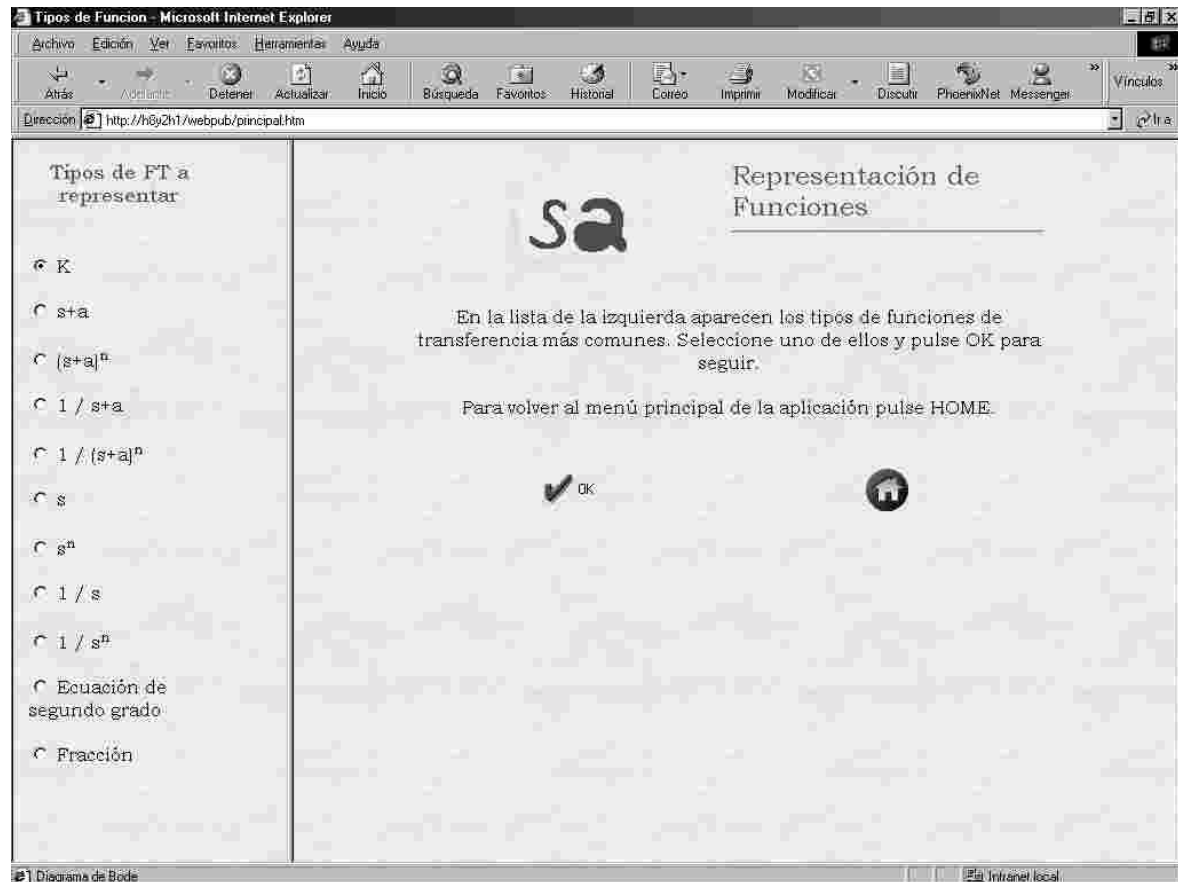 Tipos de Funcion - Microsoft Internet Explorer
Archivo Edición Ver Favoritos Herramientas Ayuda
Atrás Adelante Detener Actualizar Inicio Búsqueda Favoritos Historial Correo Imprimir Modificar Discutir PhoenixNet Messenger » Vínculos »
Dirección http://h6y2h1/webpub/principal.htm Ir a
Tipos de FT a
representar
K
s+a
(s+a)ⁿ
1 / s+a
1 / (s+a)ⁿ
s
sⁿ
1 / s
1 / sⁿ
Ecuación de
segundo grado
Fracción
sa
Representación de
Funciones
En la lista de la izquierda aparecen los tipos de funciones de
transferencia más comunes. Seleccione uno de ellos y pulse OK para
seguir.
Para volver al menú principal de la aplicación pulse HOME.
OK
Diagrama de Bode Intranet local